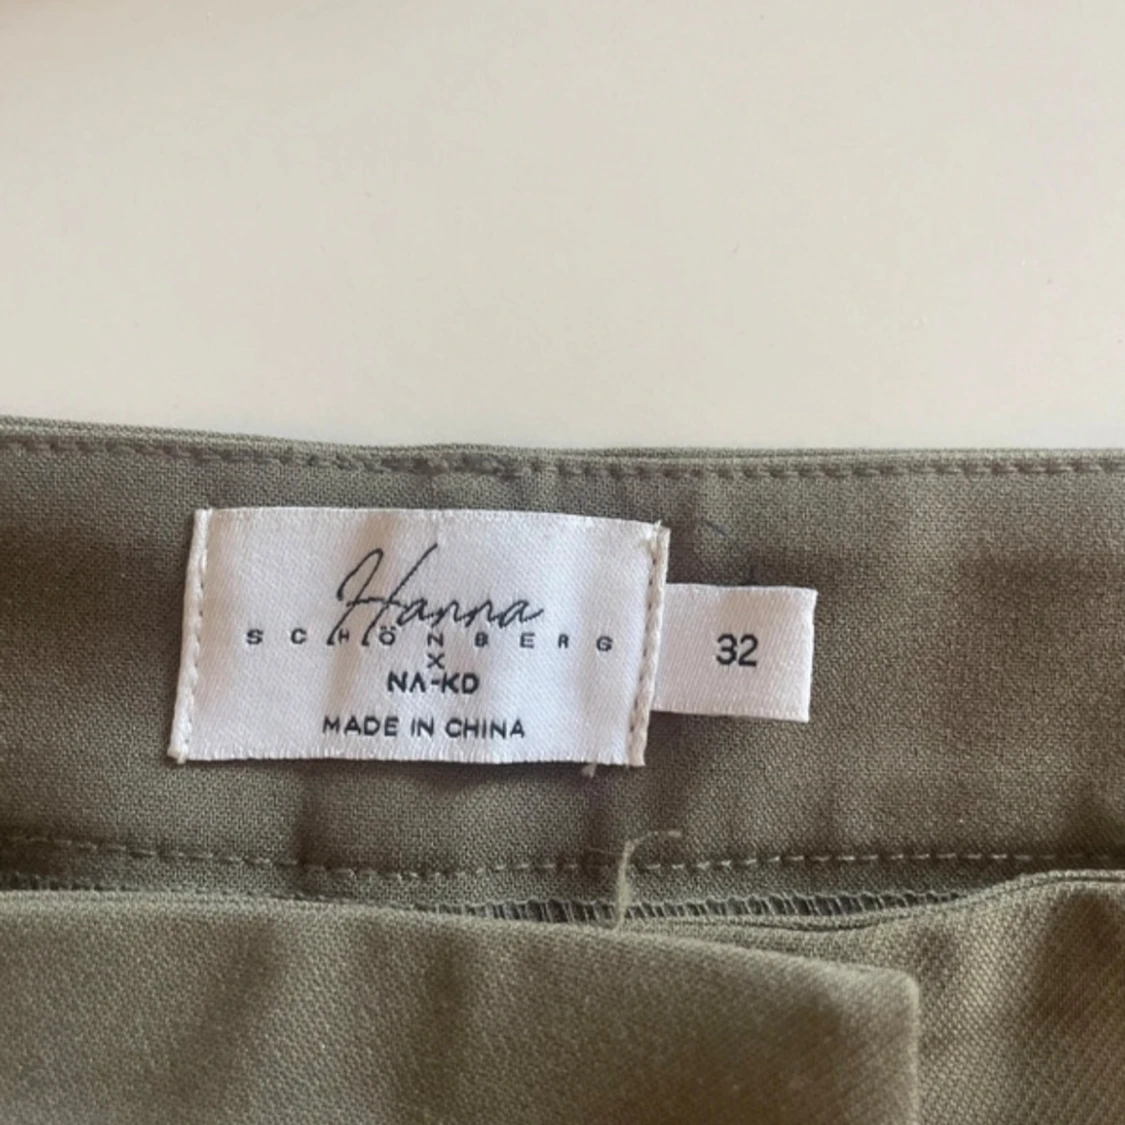 Hanna
SCHÖNBERG
X
NA-KD
MADE IN CHINA
32